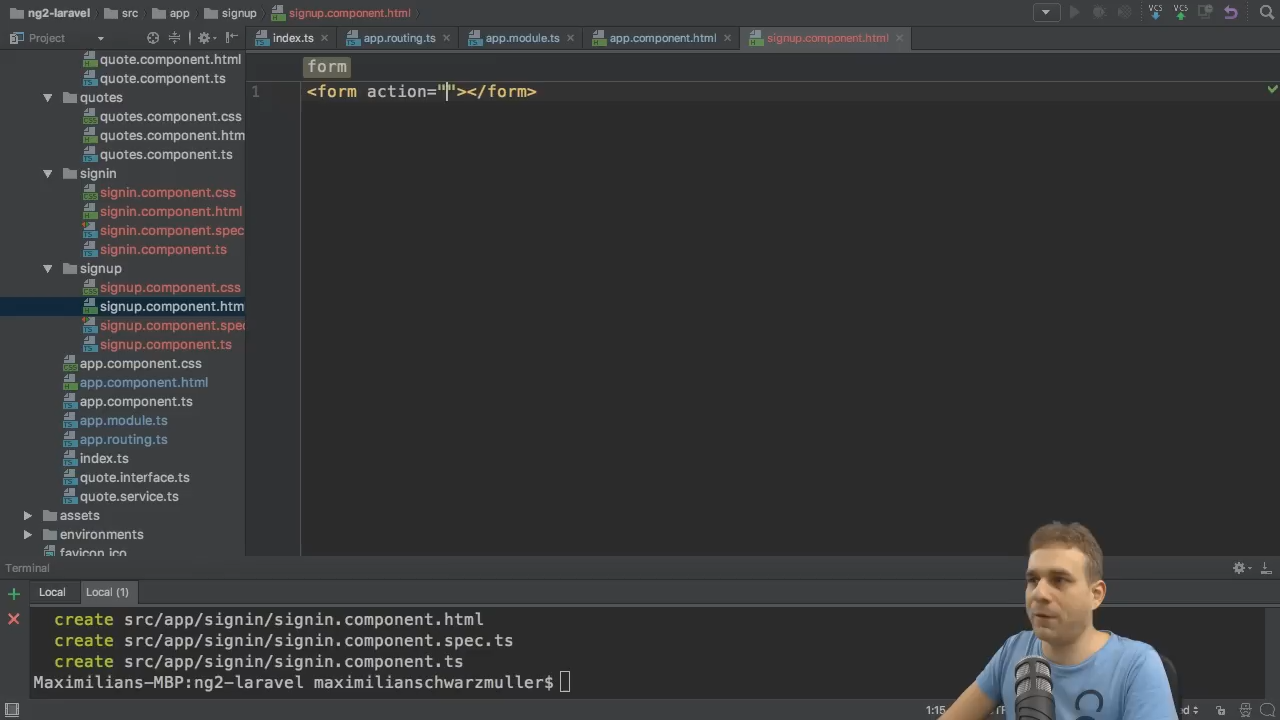 ng2-laravel src app signup signup.component.html
Project index.ts app.routing.ts app.module.ts app.component.html signup.component.html
quote.component.html
quote.component.ts
form
<form action=""></form>
1
quotes
quotes.component.css
quotes.component.htm
quotes.component.ts
signin
signin.component.css
signin.component.html
signin.component.spec
signin.component.ts
signup
signup.component.css
signup.component.htm
signup.component.spec
signup.component.ts
app.component.css
app.component.html
app.component.ts
app.module.ts
app.routing.ts
index.ts
quote.interface.ts
quote.service.ts
assets
environments
favicon.ico
VCS VCS
Terminal
Local Local (1)
create src/app/signin/signin.component.html
create src/app/signin/signin.component.spec.ts
create src/app/signin/signin.component.ts
Maximilians-MBP:ng2-laravel maximilianschwarzmuller$
1:15